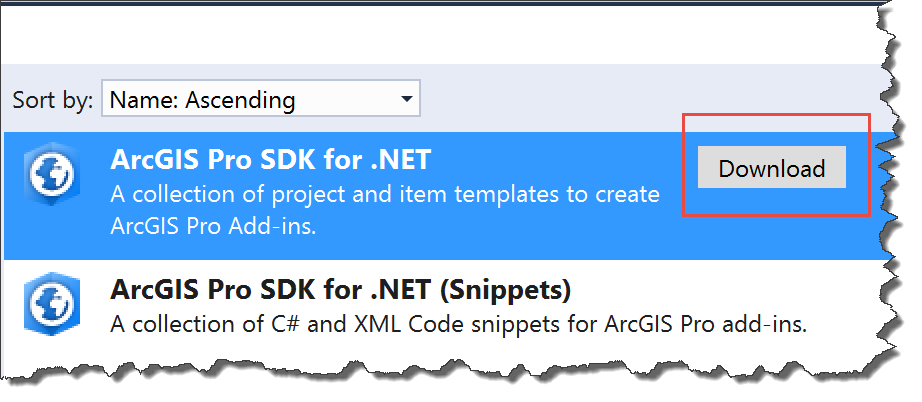 Sort by: Name: Ascending
ArcGIS Pro SDK for .NET
Download
A collection of project and item templates to create
ArcGIS Pro Add-ins.
ArcGIS Pro SDK for .NET (Snippets)
A collection of C# and XML Code snippets for ArcGIS Pro add-ins.